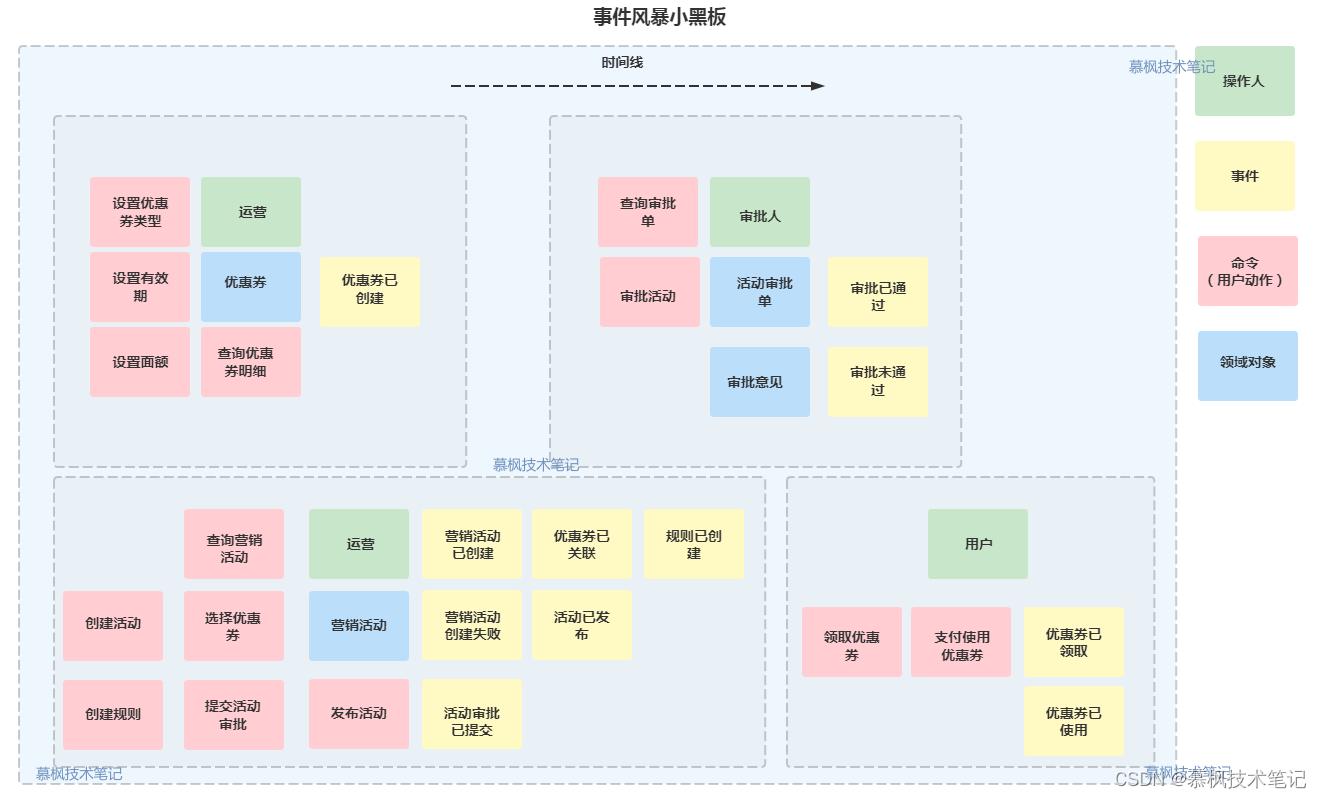 事件风暴小黑板
时间线
慕枫技术笔记
操作人
事件
命令
（用户动作）
领域对象
设置优惠
券类型
运营
设置有效
期
优惠券
优惠券已
创建
设置面额
查询优惠
券明细
查询审批
单
审批人
审批活动
活动审批
单
审批已通
过
审批意见
审批未通
过
慕枫技术笔记
查询营销
活动
运营
营销活动
已创建
优惠券已
关联
规则已创
建
创建活动
选择优惠
券
营销活动
营销活动
创建失败
活动已发
布
创建规则
提交活动
审批
发布活动
活动审批
已提交
用户
领取优惠
券
支付使用
优惠券
优惠券已
领取
优惠券已
使用
慕枫技术笔记
慕枫技术笔记
CSDN @慕枫技术笔记